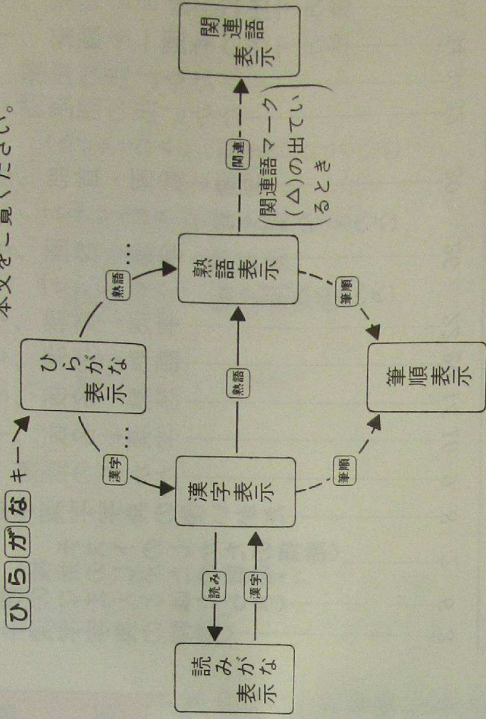 本文をご覧ください。
ひらがなキー→
ひらがな
表示
漢字…
熟語…
読みがな
表示
読み
漢字
漢字表示
熟語
熟語
表示
関連
関連語マーク
(△)の出てい
るとき
関連語
表示
筆順
筆順
筆順表示